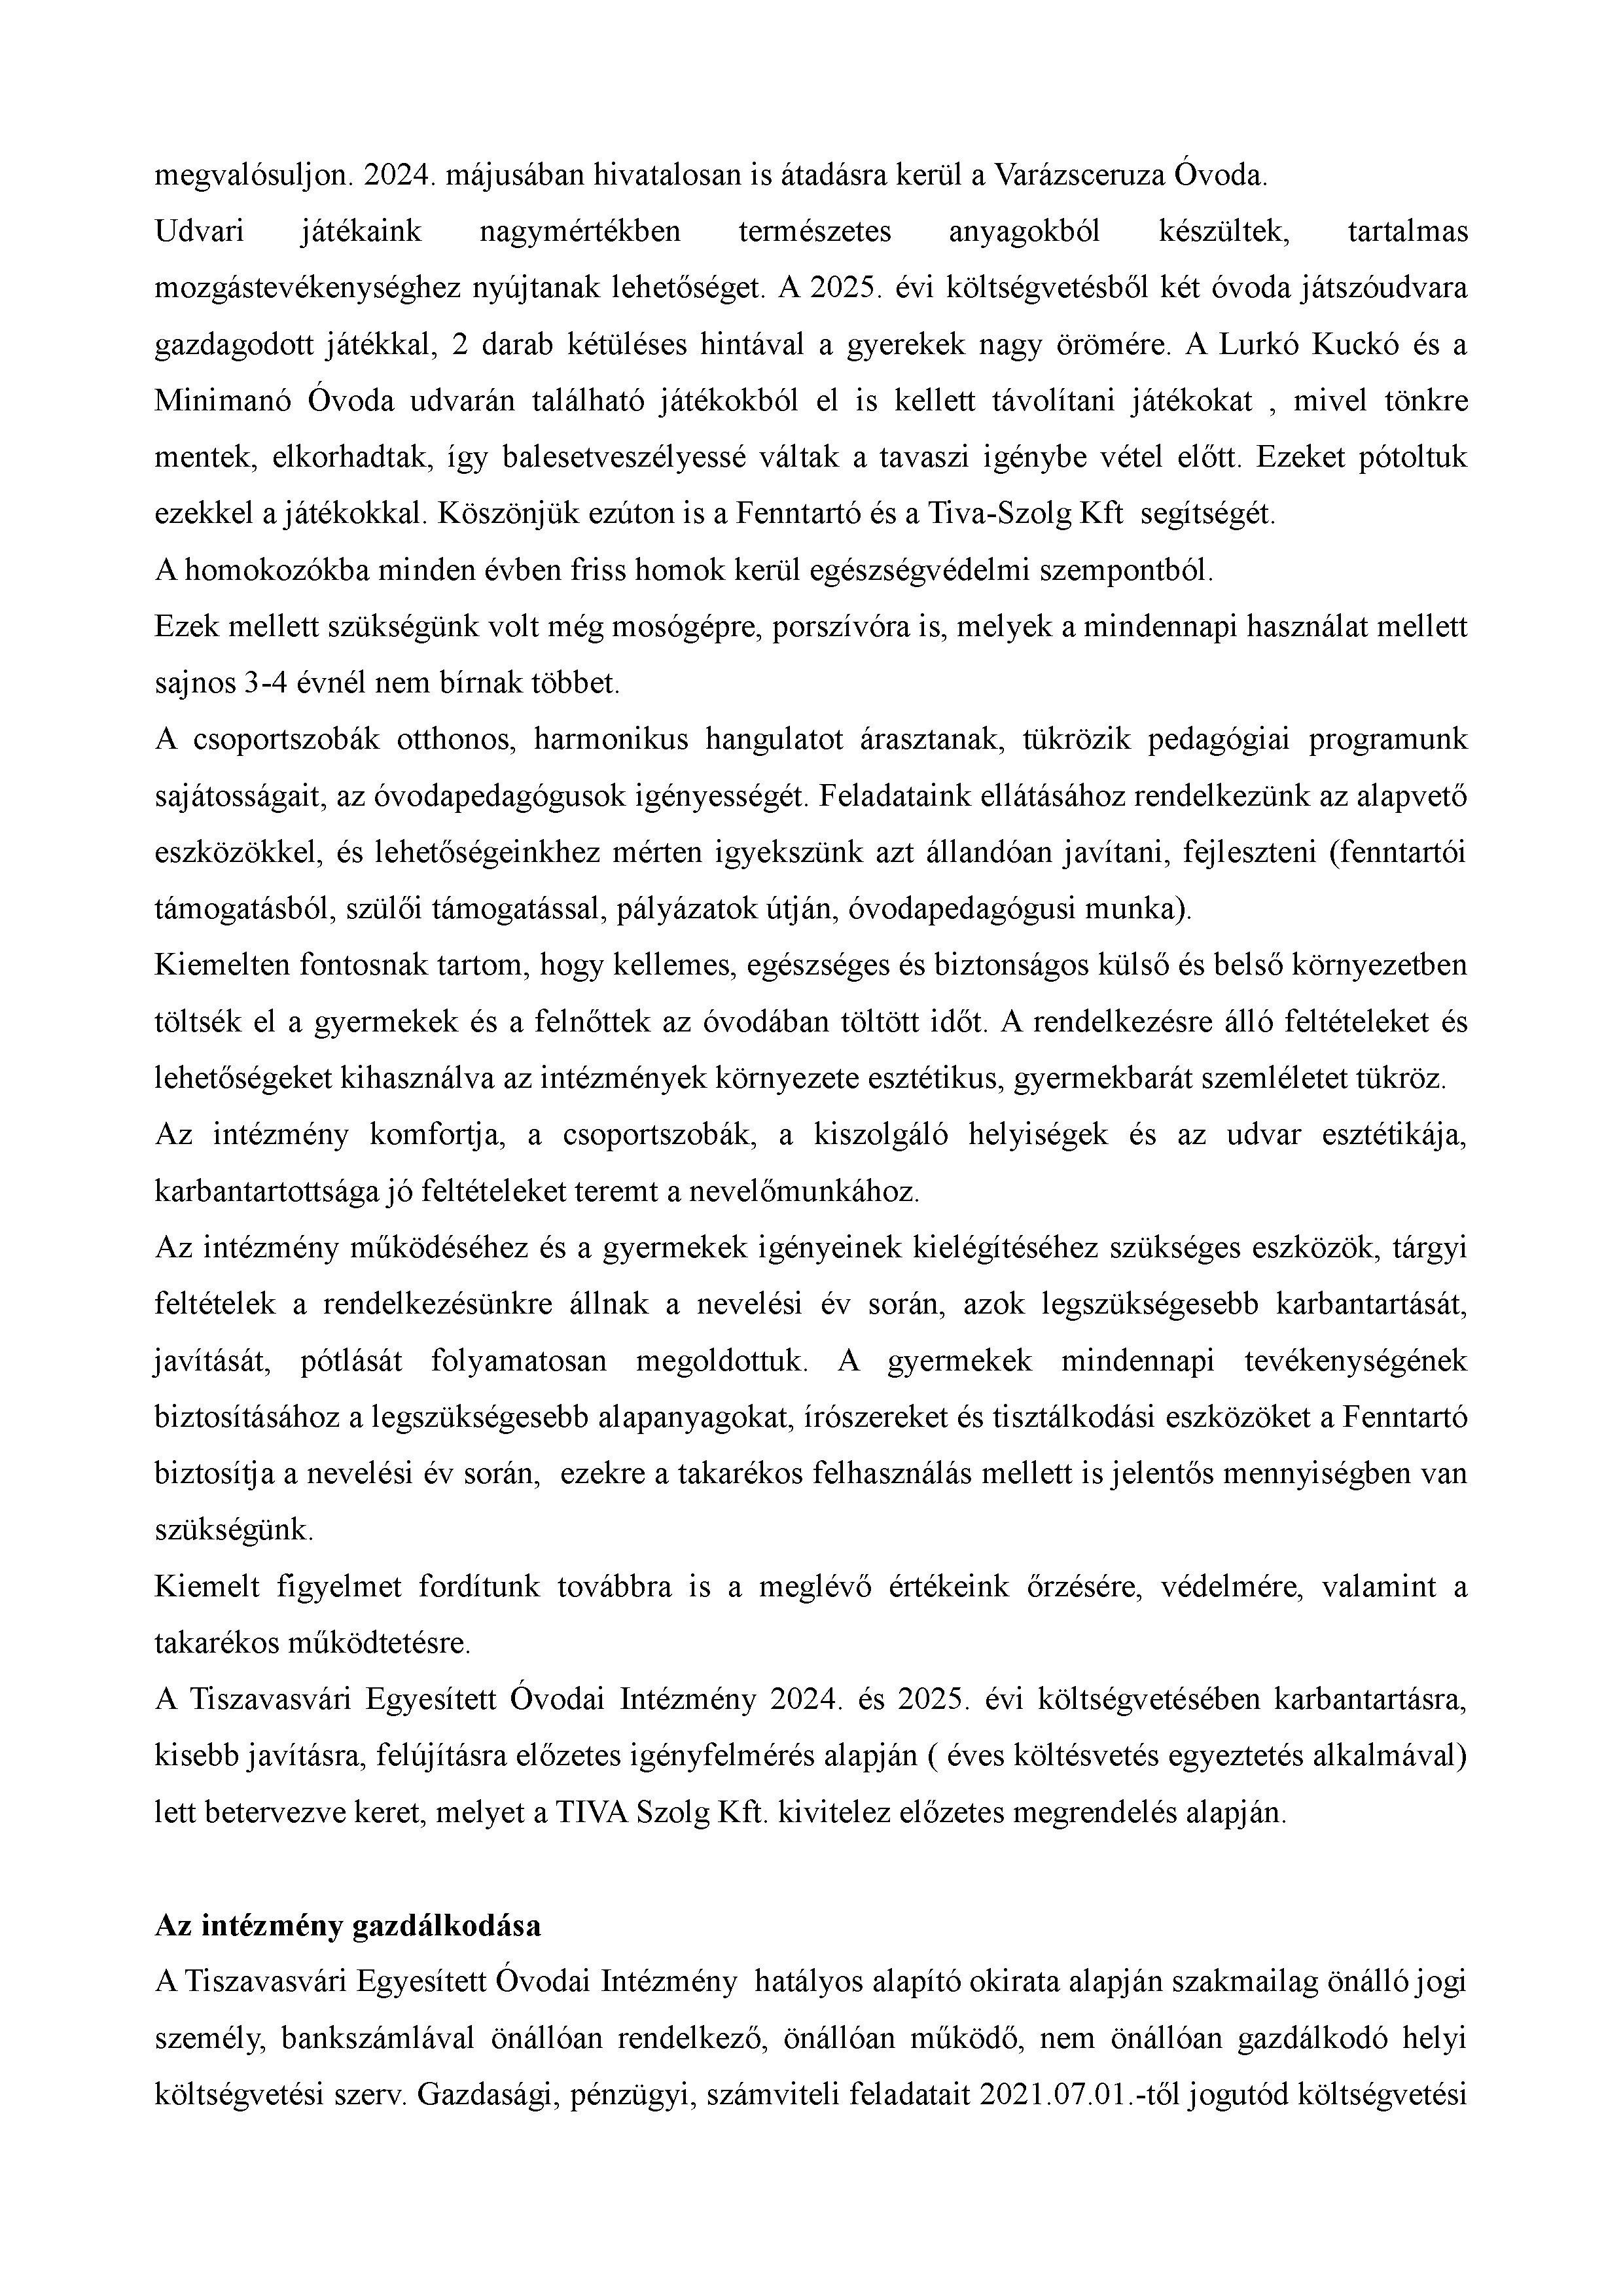 megvalósuljon. 2024. májusában hivatalosan is átadásra kerül a Varázsceruza Óvoda.
Udvari játékaink nagymértékben természetes anyagokból készültek, tartalmas
mozgástevékenységhez nyújtanak lehetőséget. A 2025. évi költségvetésből két óvoda játszóudvara
gazdagodott játékkal, 2 darab kétüléses hintával a gyerekek nagy örömére. A Lurkó Kuckó és a
Minimanó Óvoda udvarán található játékokból el is kellett távolítani játékokat , mivel tönkre
mentek, elkorhadtak, így balesetveszélyessé váltak a tavaszi igénybe vétel előtt. Ezeket pótoltuk
ezekkel a játékokkal. Köszönjük ezúton is a Fenntartó és a Tiva-Szolg Kft  segítségét.
A homokozókba minden évben friss homok kerül egészségvédelmi szempontból.
Ezek mellett szükségünk volt még mosógépre, porszívóra is, melyek a mindennapi használat mellett
sajnos 3-4 évnél nem bírnak többet.
A csoportszobák otthonos, harmonikus hangulatot árasztanak, tükrözik pedagógiai programunk
sajátosságait, az óvodapedagógusok igényességét. Feladataink ellátásához rendelkezünk az alapvető
eszközökkel, és lehetőségeinkhez mérten igyekszünk azt állandóan javítani, fejleszteni (fenntartói
támogatásból, szülői támogatással, pályázatok útján, óvodapedagógusi munka).
Kiemelten fontosnak tartom, hogy kellemes, egészséges és biztonságos külső és belső környezetben
töltsék el a gyermekek és a felnőttek az óvodában töltött időt. A rendelkezésre álló feltételeket és
lehetőségeket kihasználva az intézmények környezete esztétikus, gyermekbarát szemléletet tükröz.
Az intézmény komfortja, a csoportszobák, a kiszolgáló helyiségek és az udvar esztétikája,
karbantartottsága jó feltételeket teremt a nevelőmunkához.
Az intézmény működéséhez és a gyermekek igényeinek kielégítéséhez szükséges eszközök, tárgyi
feltételek a rendelkezésünkre állnak a nevelési év során, azok legszükségesebb karbantartását,
javítását, pótlását folyamatosan megoldottuk. A gyermekek mindennapi tevékenységének
biztosításához a legszükségesebb alapanyagokat, írószereket és tisztálkodási eszközöket a Fenntartó
biztosítja a nevelési év során,  ezekre a takarékos felhasználás mellett is jelentős mennyiségben van
szükségünk.
Kiemelt figyelmet fordítunk továbbra is a meglévő értékeink őrzésére, védelmére, valamint a
takarékos működtetésre.
A Tiszavasvári Egyesített Óvodai Intézmény 2024. és 2025. évi költségvetésében karbantartásra,
kisebb javításra, felújításra előzetes igényfelmérés alapján ( éves költésvetés egyeztetés alkalmával)
lett betervezve keret, melyet a TIVA Szolg Kft. kivitelez előzetes megrendelés alapján.
Az intézmény gazdálkodása
A Tiszavasvári Egyesített Óvodai Intézmény  hatályos alapító okirata alapján szakmailag önálló jogi
személy, bankszámlával önállóan rendelkező, önállóan működő, nem önállóan gazdálkodó helyi
költségvetési szerv. Gazdasági, pénzügyi, számviteli feladatait 2021.07.01.-től jogutód költségvetési